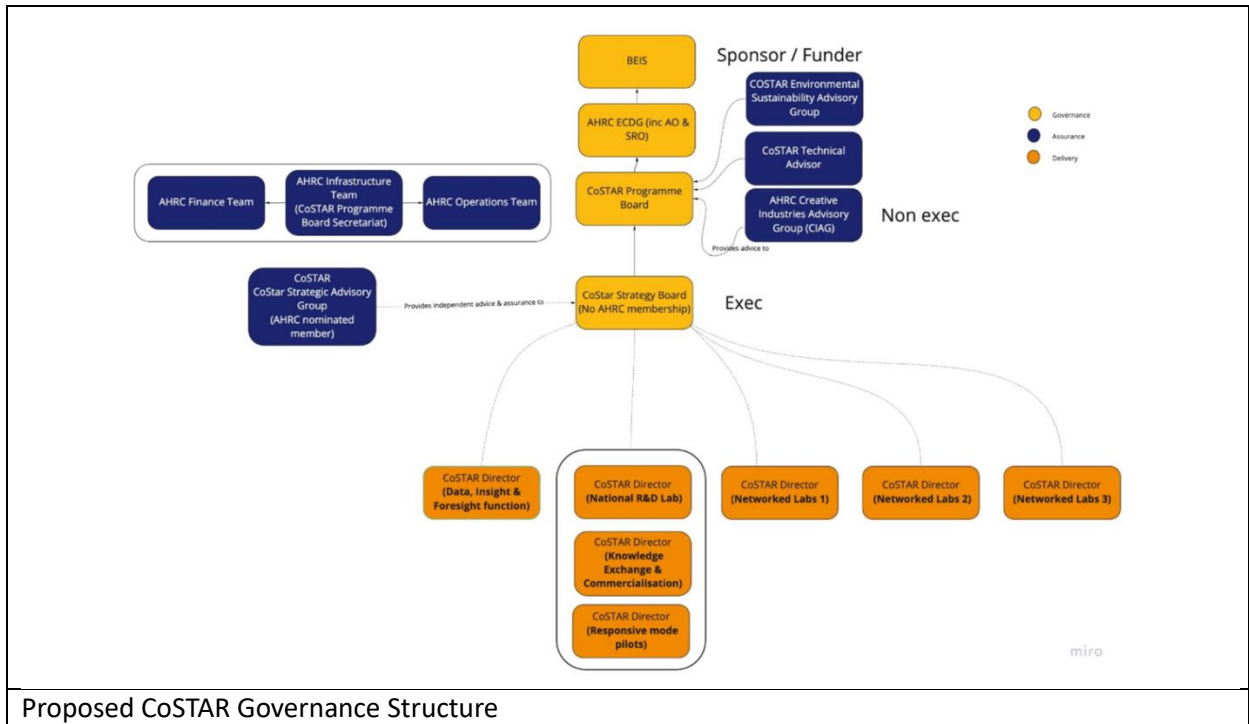 BEIS
Sponsor / Funder
COSTAR Environmental
Sustainability Advisory
Group
AHRC ECDG (inc AO &
SRO)
CoSTAR Technical
Advisor
CoSTAR Programme
Board
AHRC Creative
Industries Advisory
Group (CIAG)
Non exec
Provides advice to
Governance
Assurance
Delivery
AHRC Finance Team
AHRC Infrastructure
Team
(CoSTAR Programme
Board Secretariat)
AHRC Operations Team
CoSTAR
CoStar Strategic Advisory
Group
(AHRC nominated
member)
Provides independent advice & assurance to
CoStar Strategy Board
(No AHRC membership)
Exec
CoSTAR Director
(Data, Insight &
Foresight function)
CoSTAR Director
(National R&D Lab)
CoSTAR Director
(Knowledge
Exchange &
Commercialisation)
CoSTAR Director
(Responsive mode
pilots)
CoSTAR Director
(Networked Labs 1)
CoSTAR Director
(Networked Labs 2)
CoSTAR Director
(Networked Labs 3)
miro
Proposed CoSTAR Governance Structure